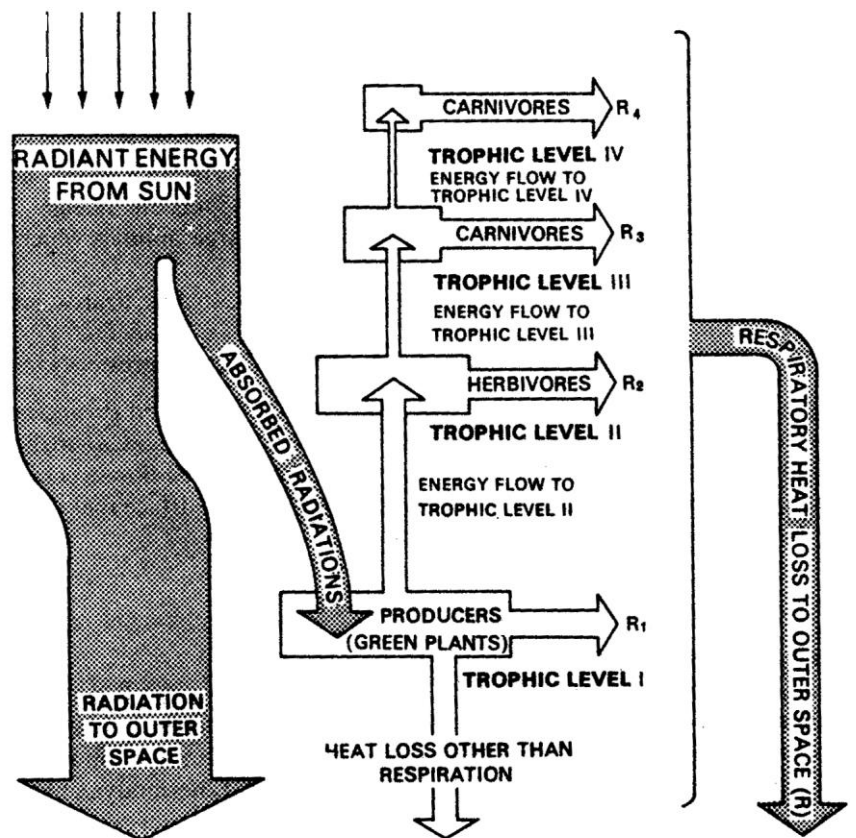 RADIANT ENERGY
FROM SUN
ABSORBED RADIATIONS
RADIATION
TO OUTER
SPACE
CARNIVORES R4
TROPHIC LEVEL IV
ENERGY FLOW TO
TROPHIC LEVEL IV
CARNIVORES R3
TROPHIC LEVEL III
ENERGY FLOW TO
TROPHIC LEVEL III
HERBIVORES R2
TROPHIC LEVEL II
ENERGY FLOW TO
TROPHIC LEVEL II
PRODUCERS
(GREEN PLANTS)
R1
TROPHIC LEVEL I
HEAT LOSS OTHER THAN
RESPIRATION
RESPIRATORY HEAT LOSS TO OUTER SPACE (R)